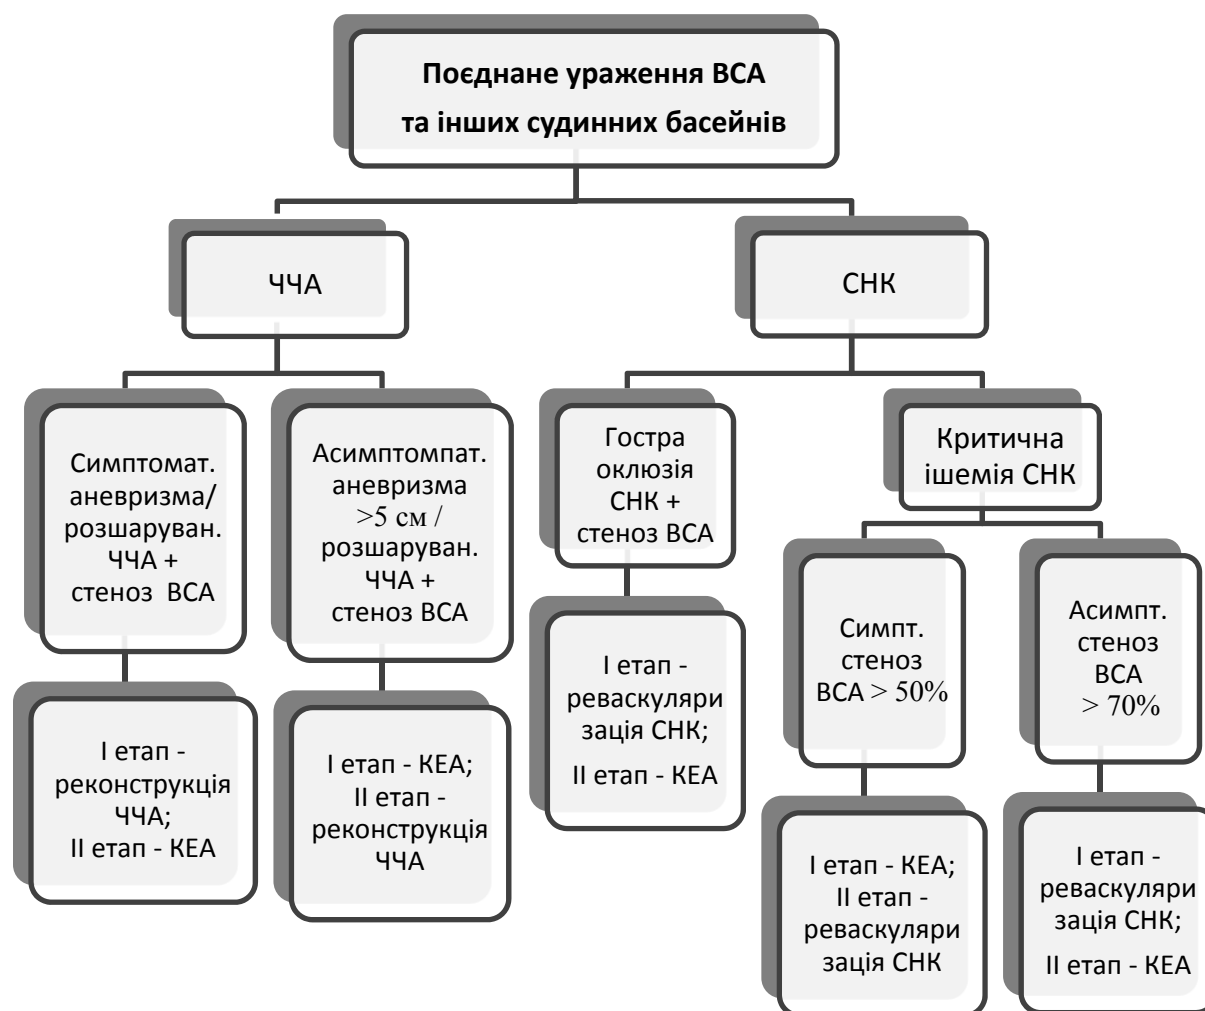 Поєднане ураження ВСА
та інших судинних басейнів
ЧЧА
СНК
Симптомат.
аневризма/
розшаруван.
ЧЧА +
стеноз ВСА
Асимптомпат.
аневризма
>5 см /
розшаруван.
ЧЧА +
стеноз ВСА
Гостра
оклюзія
СНК +
стеноз ВСА
Критична
ішемія СНК
Симпт.
стеноз
ВСА > 50%
Асимпт.
стеноз
ВСА
> 70%
І етап -
реконструкція
ЧЧА;
ІІ етап - КЕА
І етап - КЕА;
ІІ етап -
реконструкція
ЧЧА
І етап -
реваскуляри
зація СНК;
ІІ етап - КЕА
І етап - КЕА;
ІІ етап -
реваскуляри
зація СНК
І етап -
реваскуляри
зація СНК;
ІІ етап - КЕА